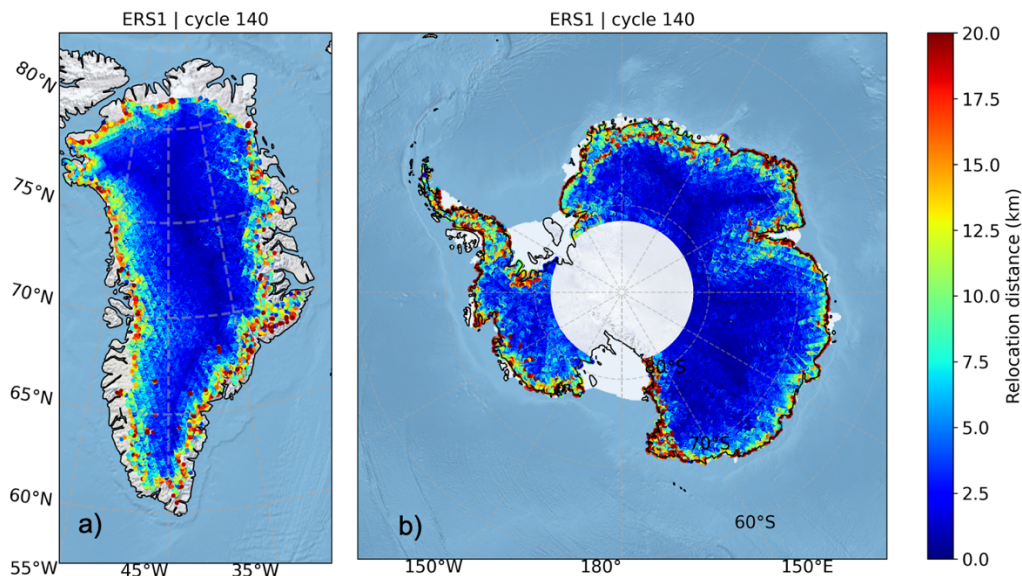 ERS1 | cycle 140
80°N
75°N
70°N
65°N
60°N
55°W
45°W
35°W
a)
ERS1 | cycle 140
80°S
70°S
60°S
150°W
180°
150°E
b)
20.0
17.5
15.0
12.5
10.0
7.5
5.0
2.5
0.0
Relocation distance (km)